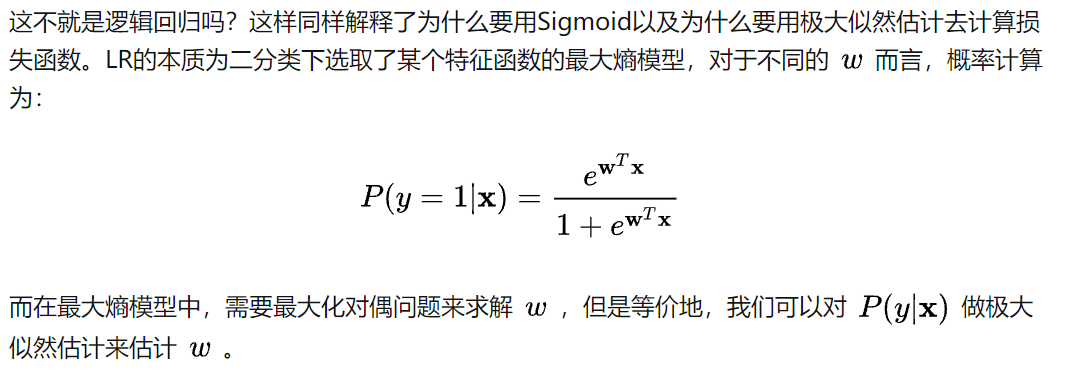 这不就是逻辑回归吗？这样同样解释了为什么要用Sigmoid以及为什么要用极大似然估计去计算损
失函数。LR的本质为二分类下选取了某个特征函数的最大熵模型，对于不同的 w 而言，概率计算
为：
P(y = 1|x) = \frac{e^{w^T x}}{1 + e^{w^T x}}
而在最大熵模型中，需要最大化对偶问题来求解 w ，但是等价地，我们可以对 P(y|x) 做极大
似然估计来估计 w 。